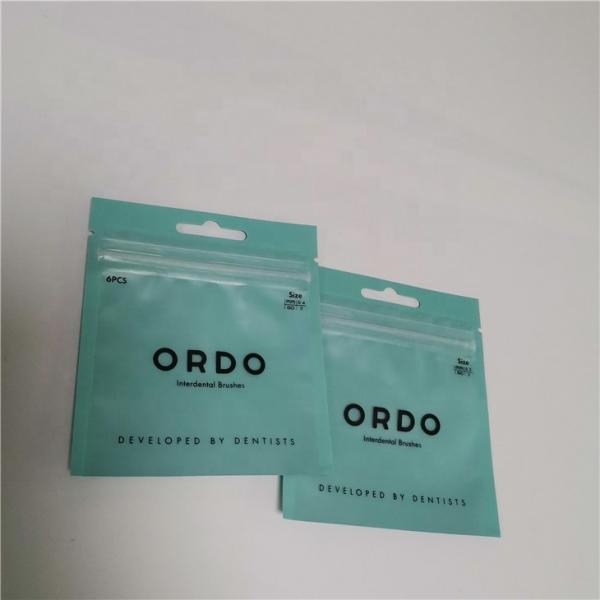 6PCS
Size
ORDO
Interdental Brushes
DEVELOPED BY DENTISTS
Size
ORDO
Interdental Brushes
DEVELOPED BY DENTISTS